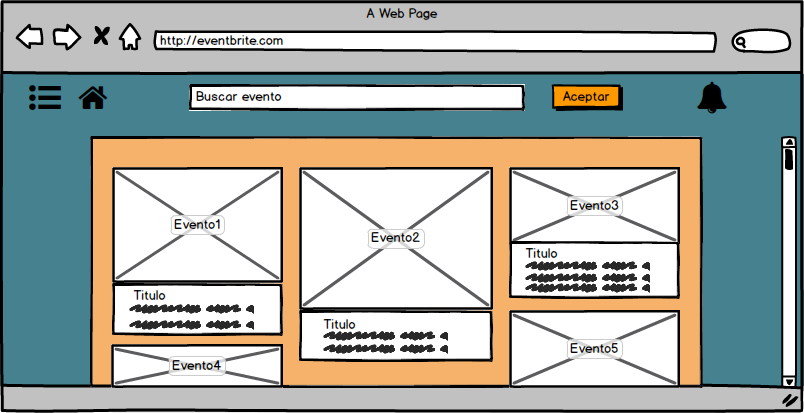 A Web Page
http://eventbrite.com
Buscar evento
Aceptar
Evento1
Titulo
Evento2
Titulo
Evento3
Titulo
Evento4
Evento5